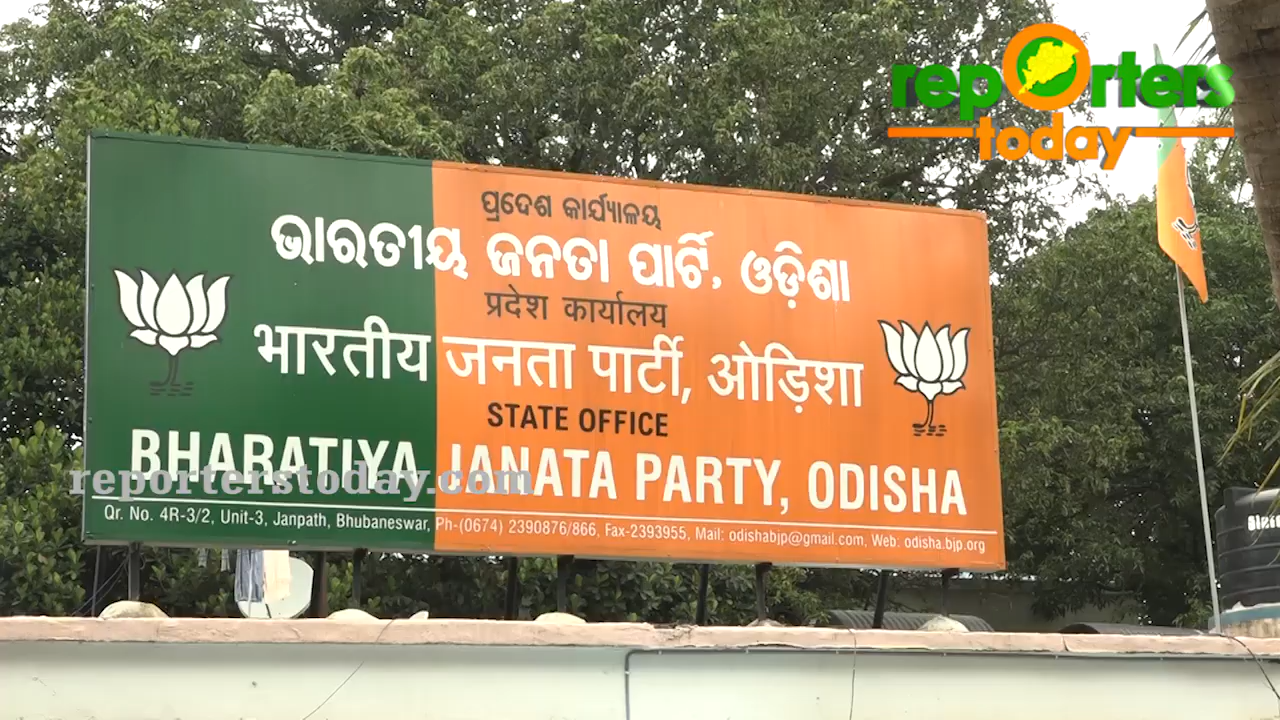 reporters
today
ପ୍ରଦେଶ କାର୍ଯ୍ୟାଳୟ
ଭାରତୀୟ ଜନତା ପାର୍ଟି, ଓଡ଼ିଶା
प्रदेश कार्यालय
भारतीय जनता पार्टी, ओड़िशा
STATE OFFICE
BHARATIYA JANATA PARTY, ODISHA
reporterstoday.com
Qr. No. 4R-3/2, Unit-3, Janpath, Bhubaneswar, Ph-(0674) 2390876/866, Fax-2393955, Mail: odishabjp@gmail.com, Web: odisha.bjp.org